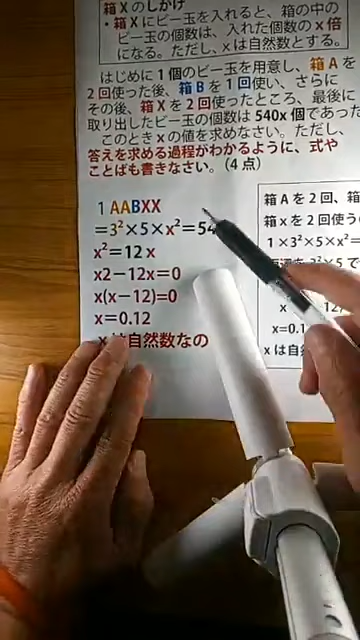 箱Xのしかけ
・箱Xにビー玉を入れると、箱の中の
ビー玉の個数は、入れた個数のx倍
になる。ただし、xは自然数とする。
はじめに1個のビー玉を用意し、箱Aを
2回使った後、箱Bを1回使い、さらに
その後、箱Xを2回使ったところ、最後に
取り出したビー玉の個数は540x個であった
このときxの値を求めなさい。ただし、
答えを求める過程がわかるように、式や
ことばも書きなさい。(4点)
1 AABXX
=3²×5×x²=54
x²=12x
x2−12x=0
x(x−12)=0
x=0.12
xは自然数なの
箱Aを2回、箱
箱xを2回使う
1×3²×5×x²=
3²×5で
x
12)
x=0.1
xは自